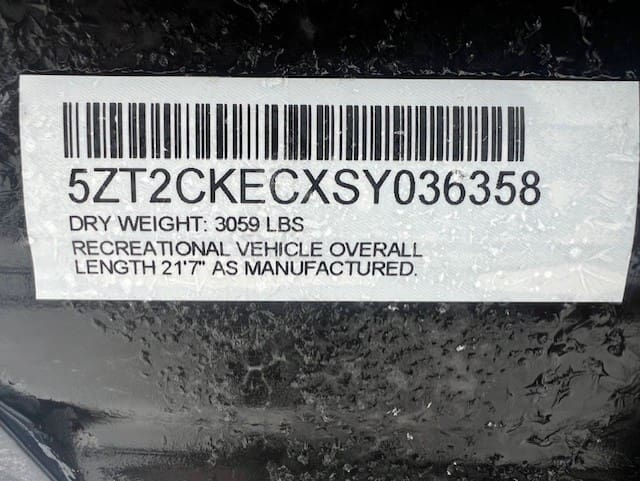 5ZT2CKECXSY036358
DRY WEIGHT: 3059 LBS
RECREATIONAL VEHICLE OVERALL
LENGTH 21'7" AS MANUFACTURED.